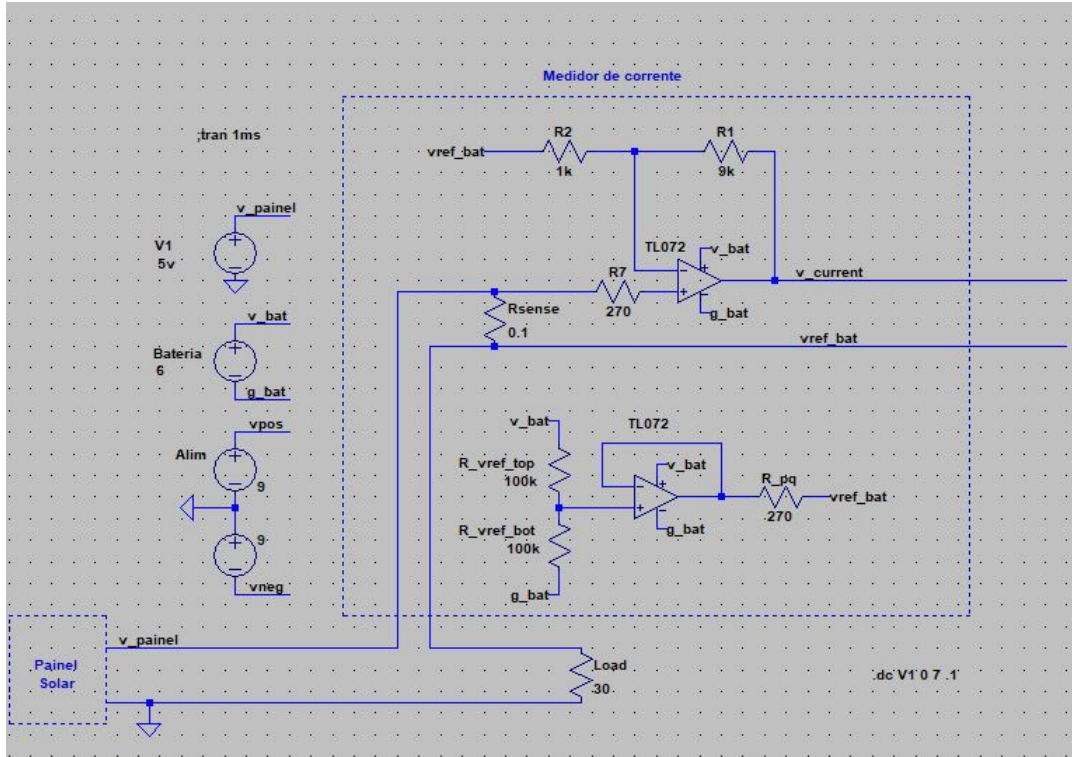 Medidor de corrente
;tran 1ms
R2
R1
vref_bat
1k
9k
v_painel
V1
5v
TL072
v_bat
R7
v_current
270
g_bat
Rsense
0.1
vref_bat
v_bat
Bateria
6
g_bat
vpos
Alim
9
9
vneg
v_bat
TL072
R_vref_top
100k
v_bat
R_pq
vref_bat
270
R_vref_bot
100k
g_bat
g_bat
v_painel
Painel
Solar
Load
30
.dc V1 0 7 .1